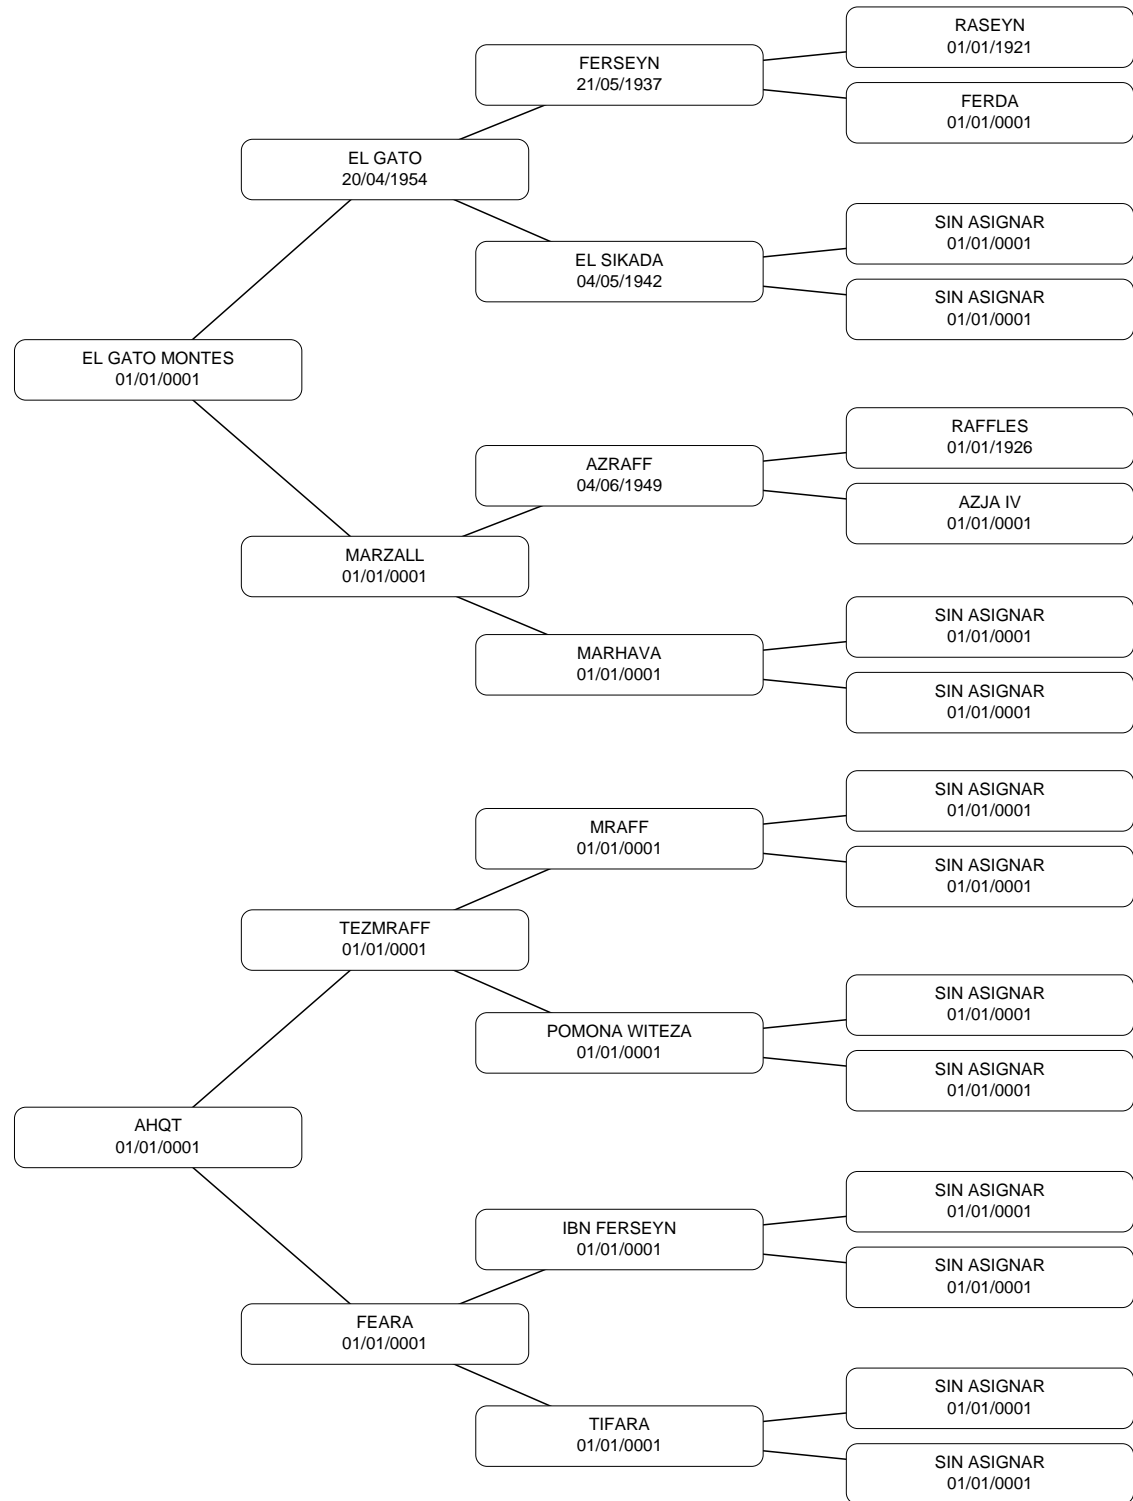 RASEYN
01/01/1921
FERSEYN
21/05/1937
FERDA
01/01/0001
EL GATO
20/04/1954
SIN ASIGNAR
01/01/0001
EL SIKADA
04/05/1942
SIN ASIGNAR
01/01/0001
EL GATO MONTES
01/01/0001
RAFFLES
01/01/1926
AZRAFF
04/06/1949
AZJA IV
01/01/0001
MARZALL
01/01/0001
SIN ASIGNAR
01/01/0001
MARHAVA
01/01/0001
SIN ASIGNAR
01/01/0001
SIN ASIGNAR
01/01/0001
MRAFF
01/01/0001
SIN ASIGNAR
01/01/0001
TEZMRAFF
01/01/0001
SIN ASIGNAR
01/01/0001
POMONA WITEZA
01/01/0001
SIN ASIGNAR
01/01/0001
AHQT
01/01/0001
SIN ASIGNAR
01/01/0001
IBN FERSEYN
01/01/0001
SIN ASIGNAR
01/01/0001
FEARA
01/01/0001
SIN ASIGNAR
01/01/0001
TIFARA
01/01/0001
SIN ASIGNAR
01/01/0001